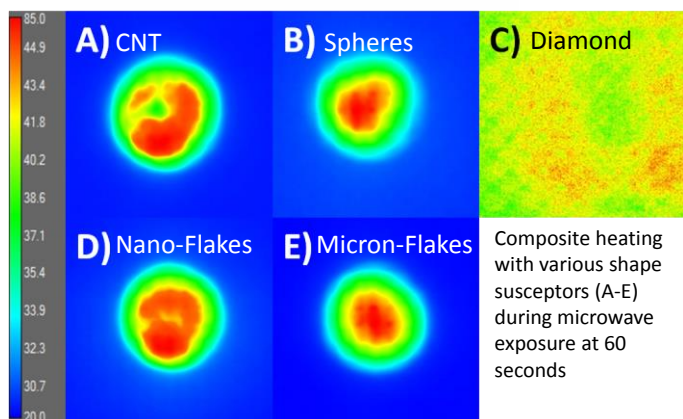 85.0
44.9
43.4
41.8
40.2
38.6
37.1
35.4
33.9
32.3
30.7
20.0
A) CNT
B) Spheres
C) Diamond
D) Nano-Flakes
E) Micron-Flakes
Composite heating
with various shape
susceptors (A-E)
during microwave
exposure at 60
seconds